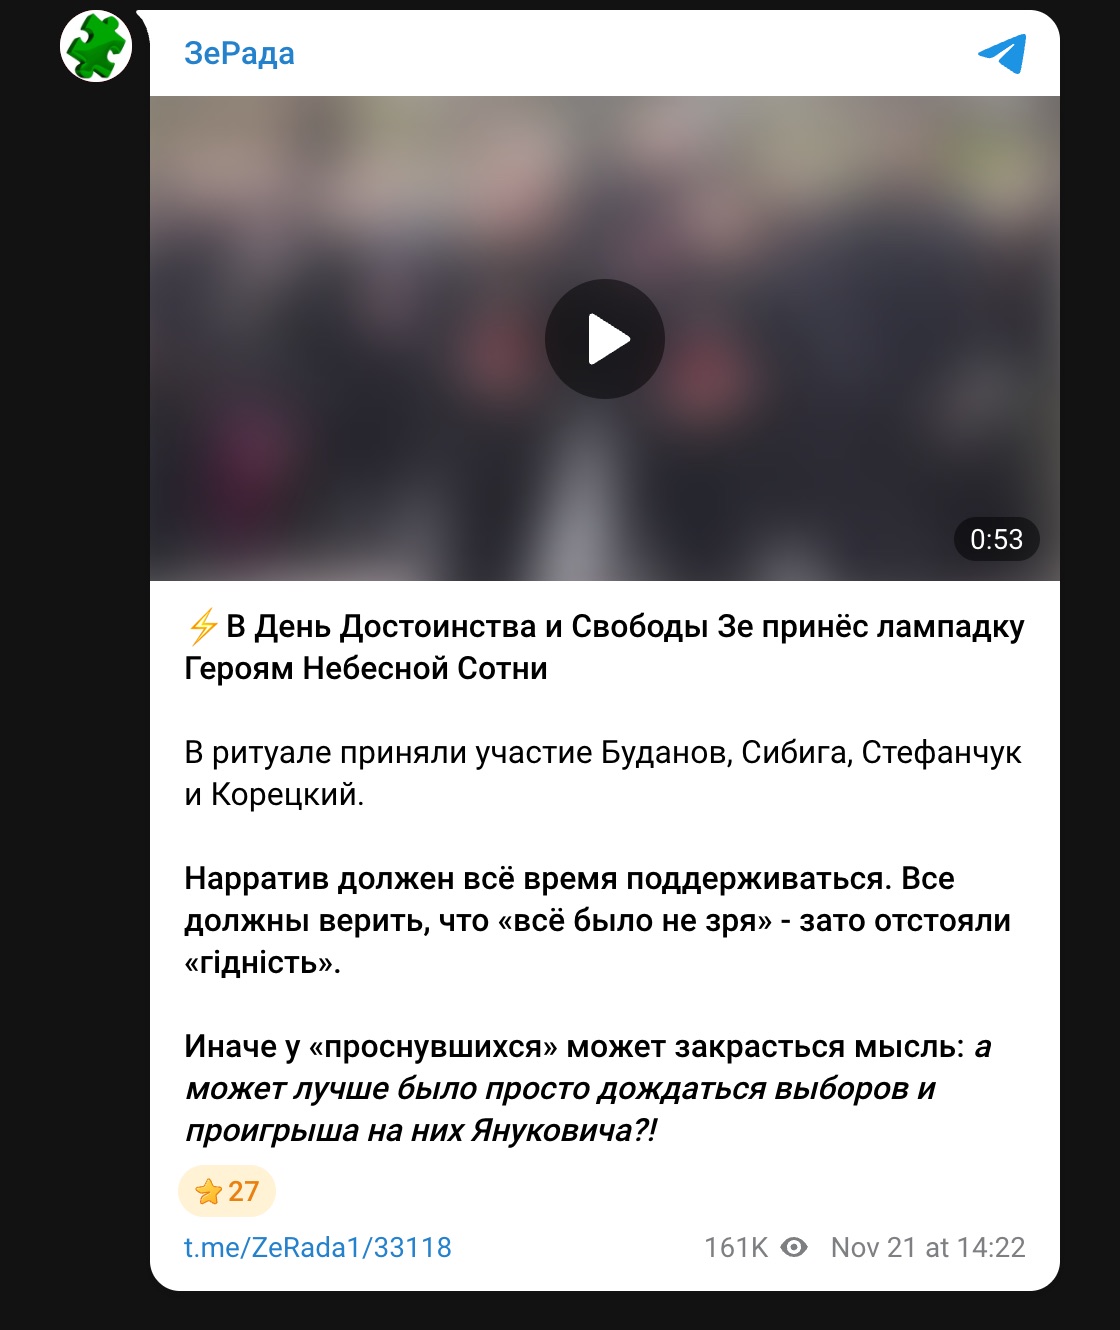 ЗеРада
0:53
⚡В День Достоинства и Свободы Зе принёс лампадку
Героям Небесной Сотни
В ритуале приняли участие Буданов, Сибига, Стефанчук
и Корецкий.
Нарратив должен всё время поддерживаться. Все
должны верить, что «всё было не зря» - зато отстояли
«гідність».
Иначе у «проснувшихся» может закрасться мысль: а
может лучше было просто дождаться выборов и
проигрыша на них Януковича?!
⭐ 27
t.me/ZeRada1/33118 161K Nov 21 at 14:22